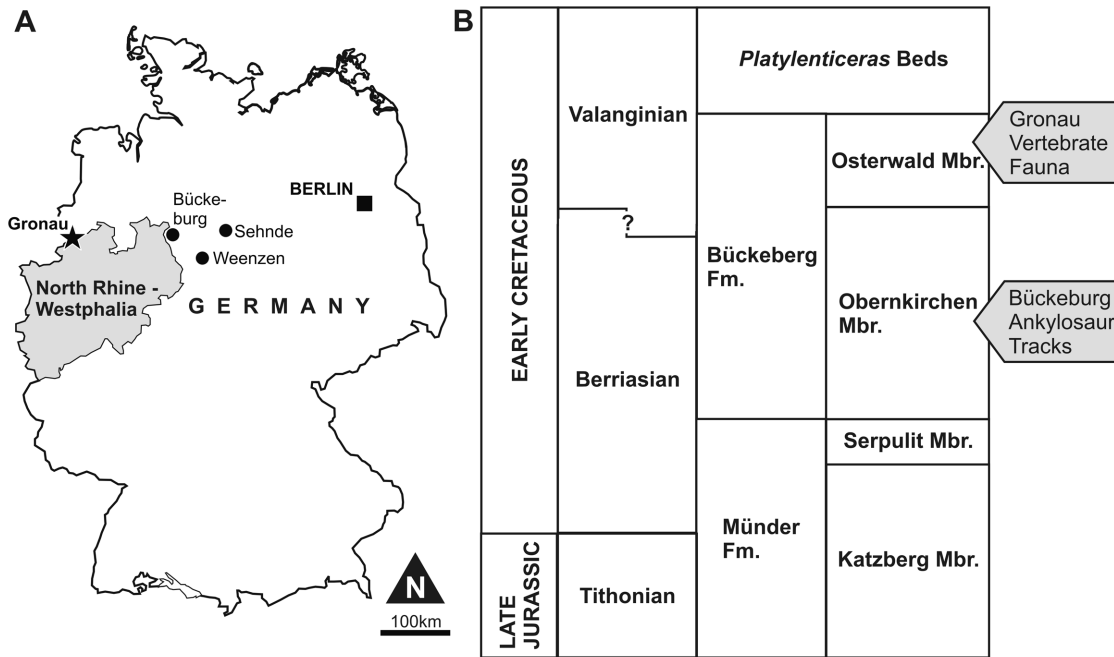 A
Gronau
Bücke-
burg
BERLIN
Sehnde
Weenzen
North Rhine -
Westphalia
GERMANY
N
100km
B
EARLY CRETACEOUS
LATE
JURASSIC
Valanginian
?
Berriasian
Tithonian
Platylenticeras Beds
Bückeberg
Fm.
Münder
Fm.
Osterwald Mbr.
Obernkirchen
Mbr.
Serpulit Mbr.
Katzberg Mbr.
Gronau
Vertebrate
Fauna
Bückeburg
Ankylosaur
Tracks